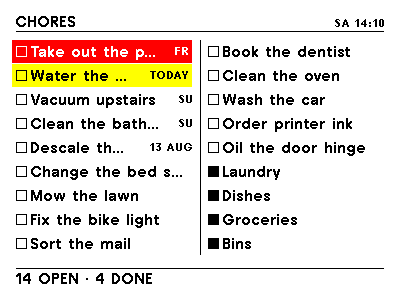 CHORES
SA 14:10
Take out the p... FR
Water the ... TODAY
Vacuum upstairs SU
Clean the bath... SU
Descale th... 13 AUG
Change the bed s...
Mow the lawn
Fix the bike light
Sort the mail
Book the dentist
Clean the oven
Wash the car
Order printer ink
Oil the door hinge
Laundry
Dishes
Groceries
Bins
14 OPEN · 4 DONE